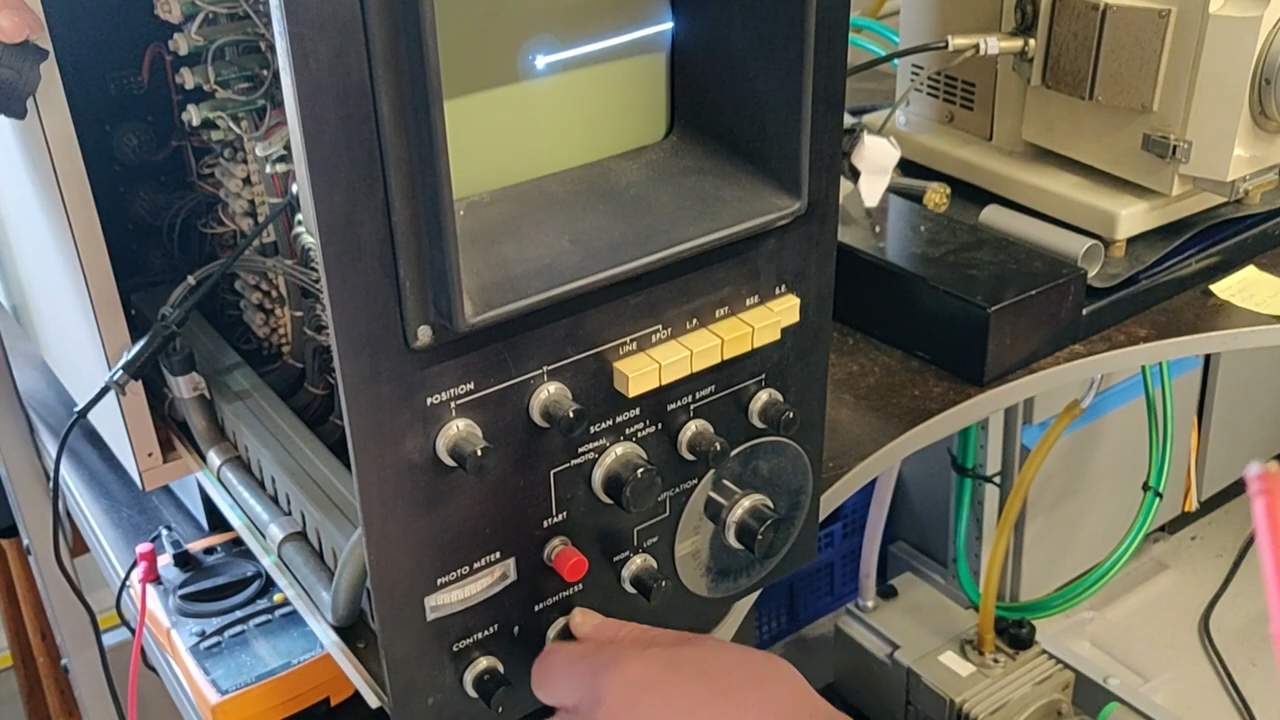 S.E.
BSE.
EXT.
L.P.
SPOT
LINE
POSITION
X
Y
IMAGE SHIFT
SCAN MODE
PHOTO
NORMAL
RAPID 1
RAPID 2
START
HIGH
LOW
PHOTO METER
BRIGHTNESS
CONTRAST